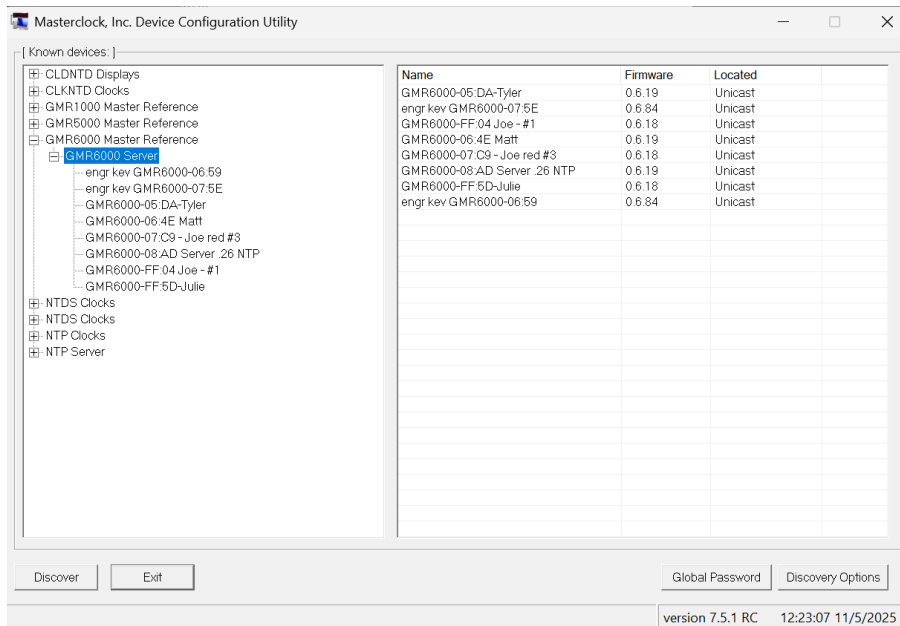 Masterclock, Inc. Device Configuration Utility
[ Known devices: ]
CLDNTD Displays
CLKNTD Clocks
GMR1000 Master Reference
GMR5000 Master Reference
GMR6000 Master Reference
GMR6000 Server
engr kev GMR6000-06:59
engr kev GMR6000-07:5E
GMR6000-05:DA-Tyler
GMR6000-06:4E Matt
GMR6000-07:C9 - Joe red #3
GMR6000-08:AD Server .26 NTP
GMR6000-FF:04 Joe - #1
GMR6000-FF:5D-Julie
NTDS Clocks
NTDS Clocks
NTP Clocks
NTP Server
Name Firmware Located
GMR6000-05:DA-Tyler 0.6.19 Unicast
engr kev GMR6000-07:5E 0.6.84 Unicast
GMR6000-FF:04 Joe - #1 0.6.18 Unicast
GMR6000-06:4E Matt 0.6.19 Unicast
GMR6000-07:C9 - Joe red #3 0.6.18 Unicast
GMR6000-08:AD Server .26 NTP 0.6.19 Unicast
GMR6000-FF:5D-Julie 0.6.18 Unicast
engr kev GMR6000-06:59 0.6.84 Unicast
Discover Exit Global Password Discovery Options
version 7.5.1 RC 12:23:07 11/5/2025